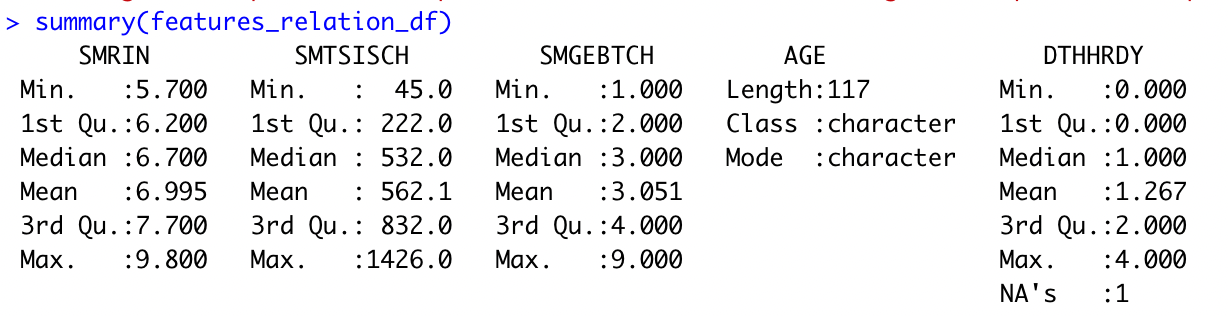 > summary(features_relation_df)
SMRIN SMTSISCH SMGEBTCH AGE DTHHRDY
Min. :5.700 Min. : 45.0 Min. :1.000 Length:117 Min. :0.000
1st Qu.:6.200 1st Qu.: 222.0 1st Qu.:2.000 Class :character 1st Qu.:0.000
Median :6.700 Median : 532.0 Median :3.000 Mode :character Median :1.000
Mean :6.995 Mean : 562.1 Mean :3.051 Mean :1.267
3rd Qu.:7.700 3rd Qu.: 832.0 3rd Qu.:4.000 3rd Qu.:2.000
Max. :9.800 Max. :1426.0 Max. :9.000 Max. :4.000
NA's :1